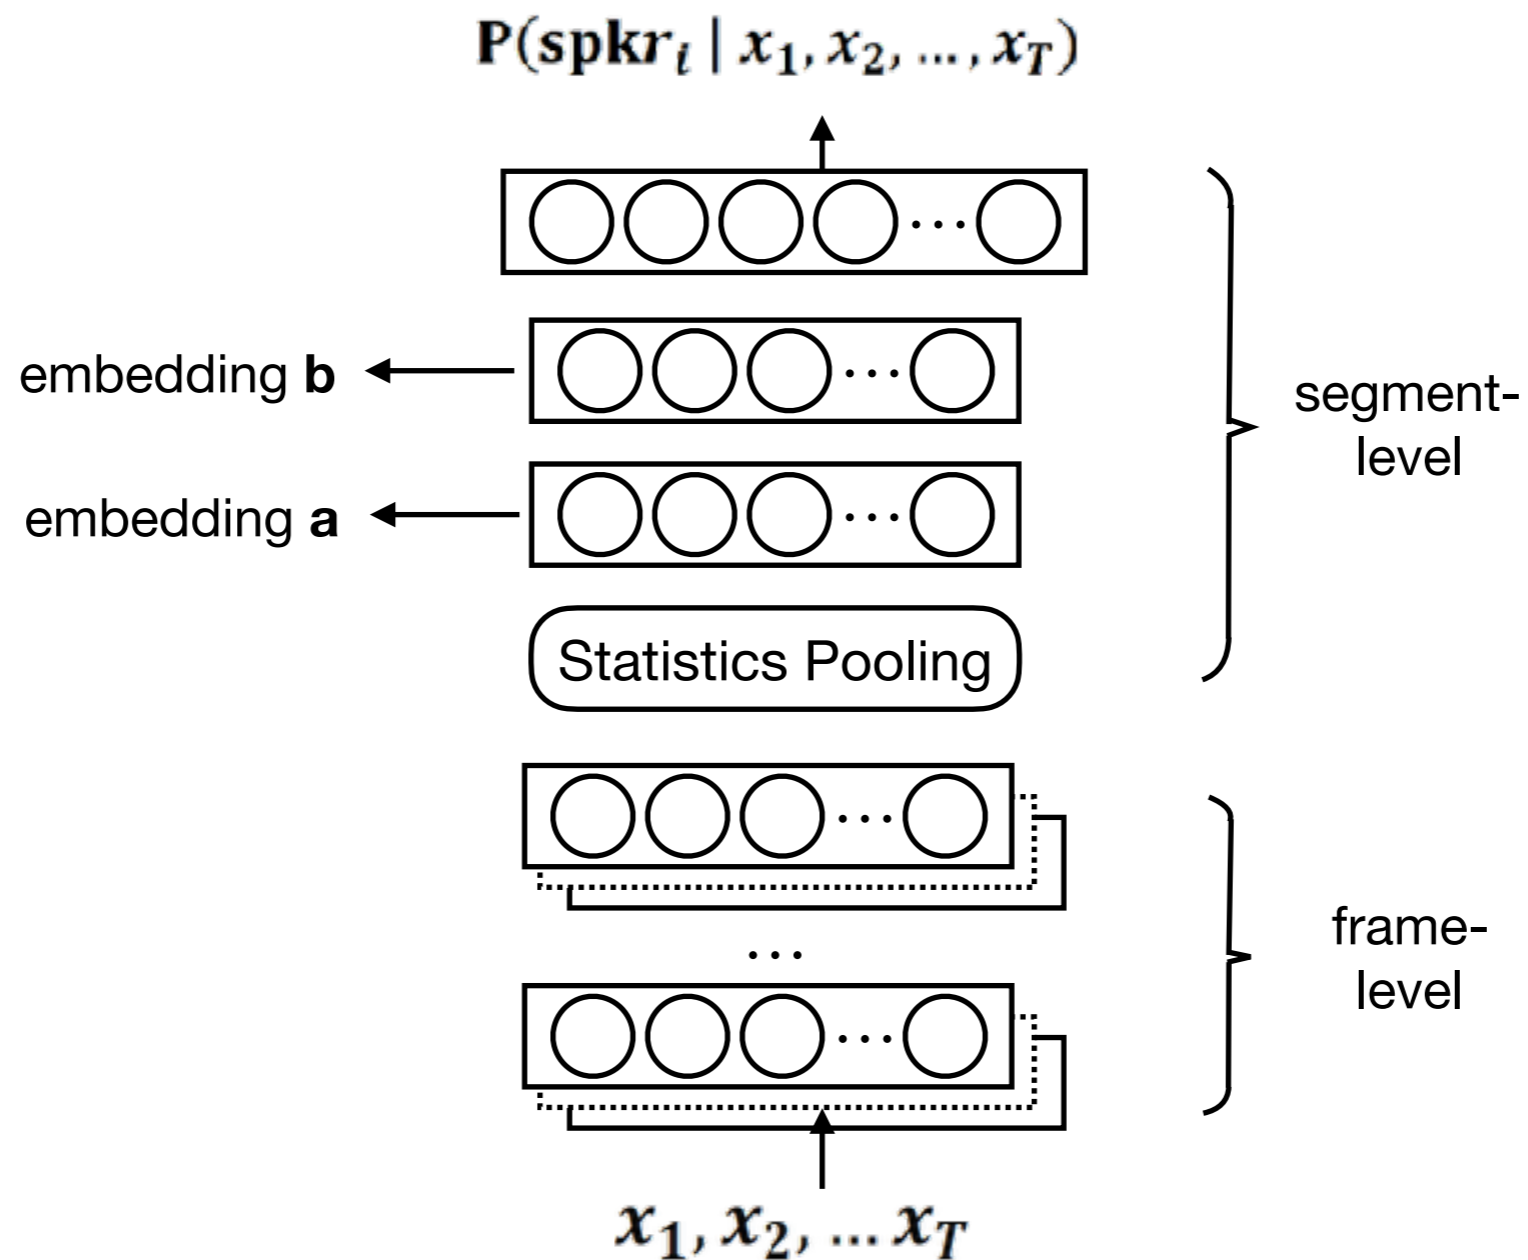 P(spkr_i | x_1, x_2, ..., x_T)
...
embedding b
...
segment-
level
embedding a
...
Statistics Pooling
...
...
frame-
level
...
x_1, x_2, ... x_T